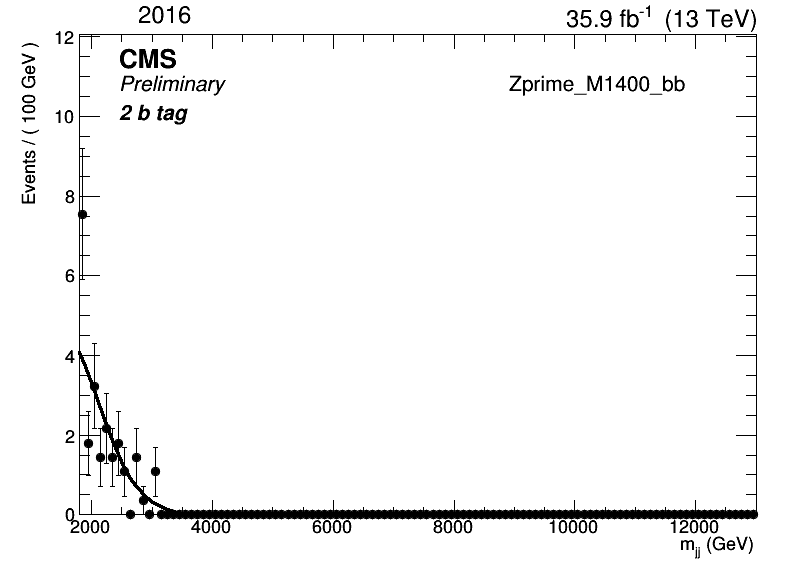 2016
35.9 fb⁻¹ (13 TeV)
CMS
Preliminary
2 b tag
Zprime_M1400_bb
Events / ( 100 GeV )
12
10
8
6
4
2
0
2000 4000 6000 8000 10000 12000
m_jj (GeV)